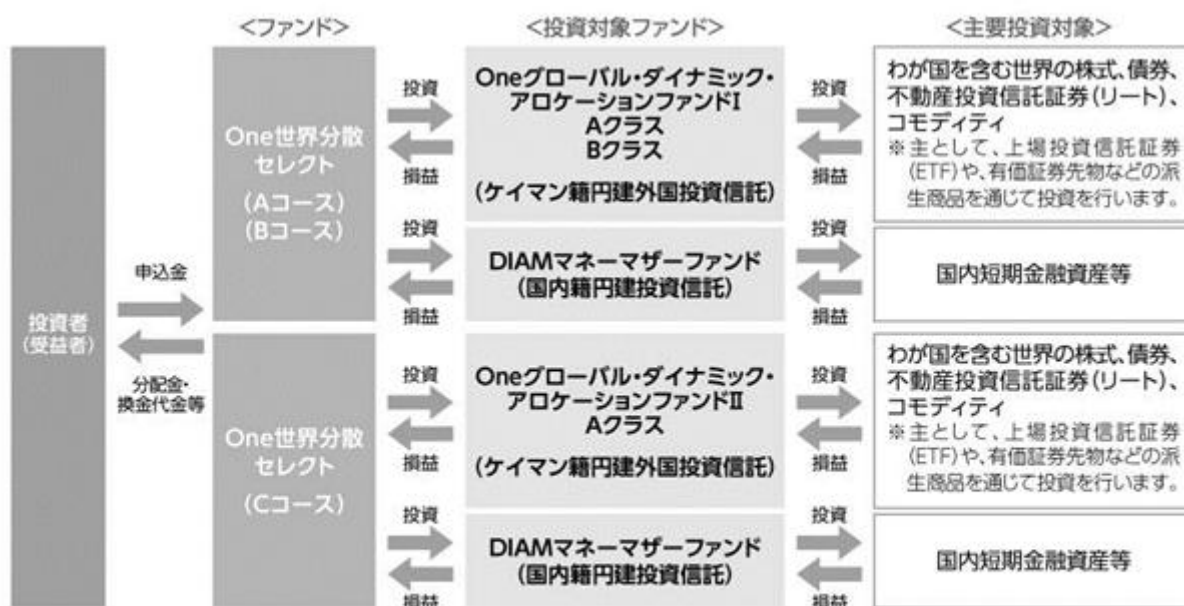 <ファンド>
<投資対象ファンド>
<主要投資対象>
投資者
(受益者)
申込金
分配金・
換金代金等
One世界分散
セレクト
(Aコース)
(Bコース)
投資
損益
Oneグローバル・ダイナミック・
アロケーションファンドⅠ
Aクラス
Bクラス
(ケイマン籍円建外国投資信託)
投資
損益
わが国を含む世界の株式、債券、
不動産投資信託証券(リート)、
コモディティ
※主として、上場投資信託証券
(ETF)や、有価証券先物などの派
生商品を通じて投資を行います。
投資
損益
DIAMマネーマザーファンド
(国内籍円建投資信託)
投資
損益
国内短期金融資産等
One世界分散
セレクト
(Cコース)
投資
損益
Oneグローバル・ダイナミック・
アロケーションファンドⅡ
Aクラス
(ケイマン籍円建外国投資信託)
投資
損益
わが国を含む世界の株式、債券、
不動産投資信託証券(リート)、
コモディティ
※主として、上場投資信託証券
(ETF)や、有価証券先物などの派
生商品を通じて投資を行います。
投資
損益
DIAMマネーマザーファンド
(国内籍円建投資信託)
投資
損益
国内短期金融資産等